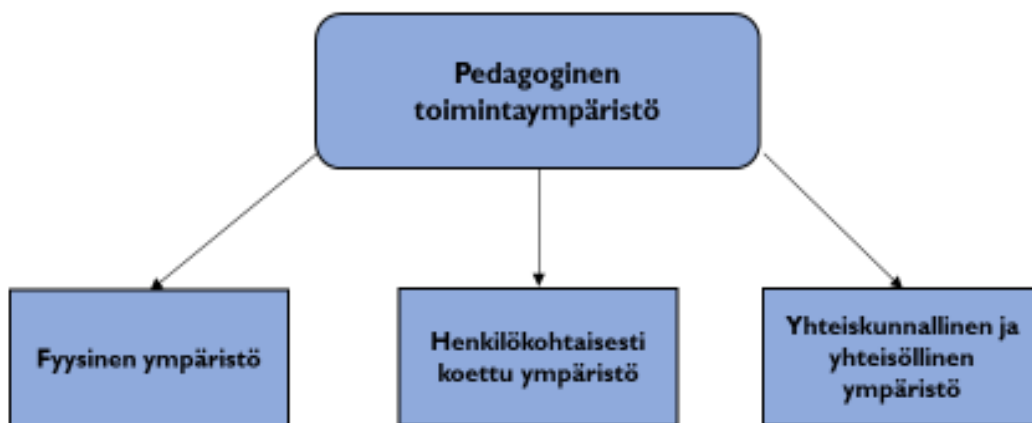 Pedagoginen
toimintaympäristö
Fyysinen ympäristö
Henkilökohtaisesti
koettu ympäristö
Yhteiskunnallinen ja
yhteisöllinen
ympäristö